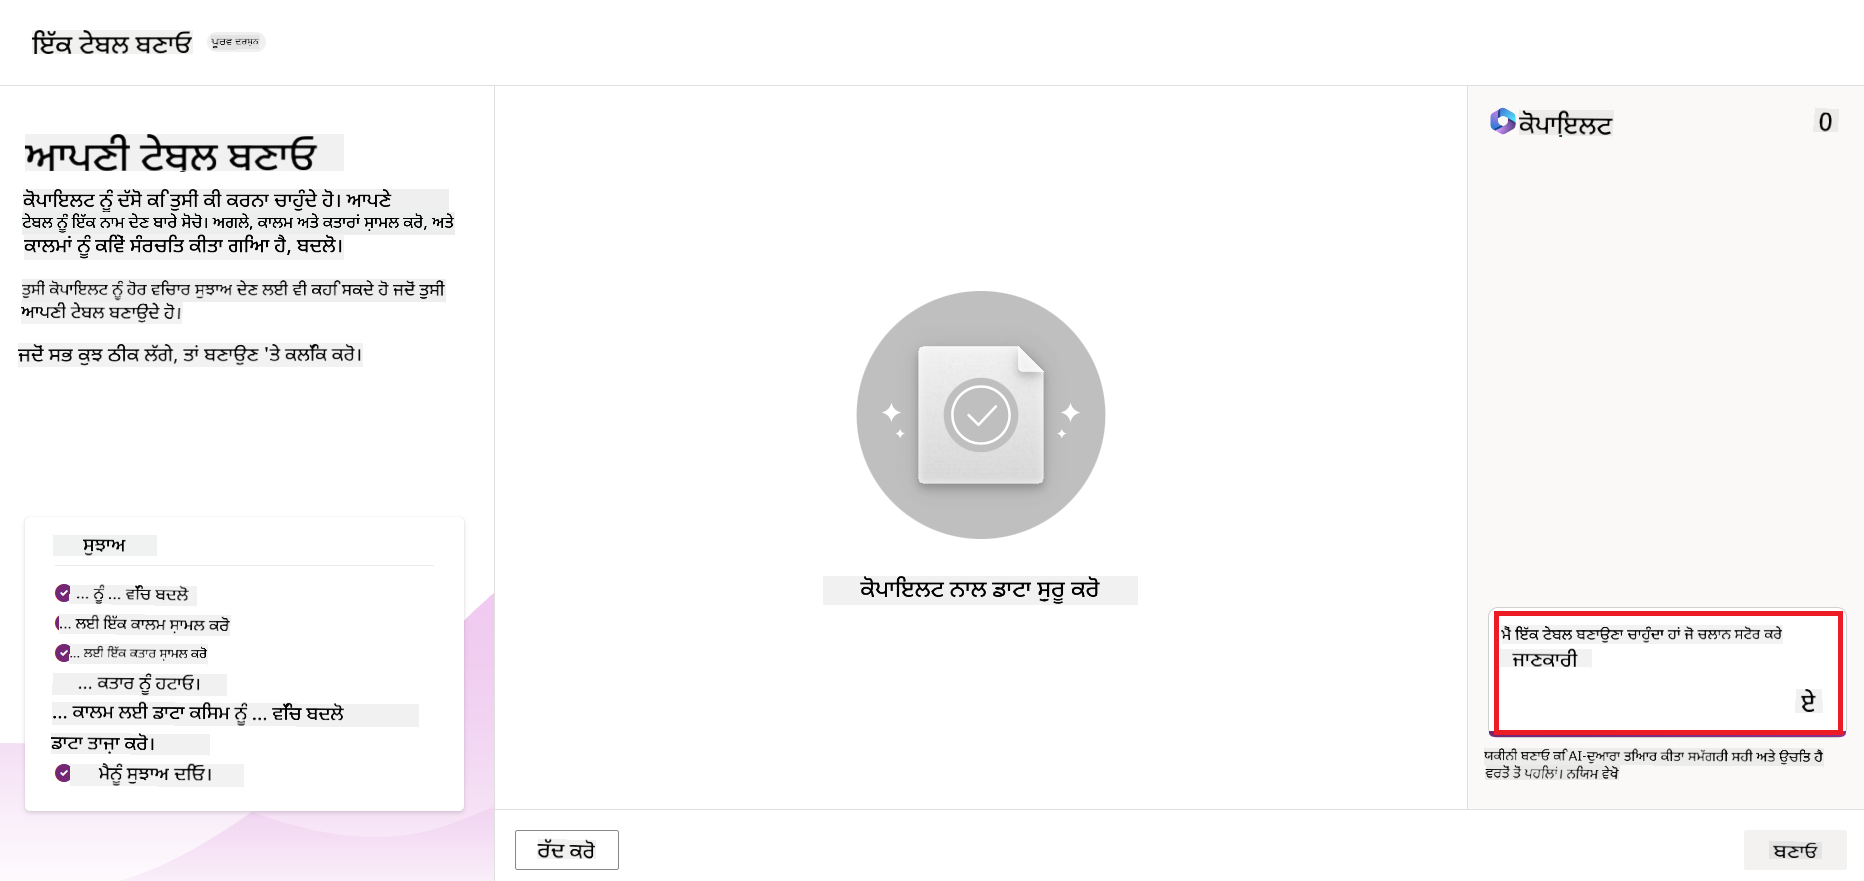 ਇੱਕ ਟੇਬਲ ਬਣਾਓ
ਪੂਰਵ ਦਰਸ਼ਨ
ਆਪਣੀ ਟੇਬੁਲ ਬਣਾਓ
ਕੋਪਾਇਲਟ ਨੂੰ ਦੱਸੋ ਕਿ ਤੁਸੀਂ ਕੀ ਕਰਨਾ ਚਾਹੁੰਦੇ ਹੋ। ਆਪਣੇ
ਟੇਬਲ ਨੂੰ ਇੱਕ ਨਾਮ ਦੇਣ ਬਾਰੇ ਸੋਚੋ। ਅਗਲੇ, ਕਾਲਮ ਅਤੇ ਕਤਾਰਾਂ ਸ਼ਾਮਲ ਕਰੋ, ਅਤੇ
ਕਾਲਮਾਂ ਨੂੰ ਕਿਵੇਂ ਸੰਰਚਿਤ ਕੀਤਾ ਗਿਆ ਹੈ, ਬਦਲੋ।
ਤੁਸੀਂ ਕੋਪਾਇਲਟ ਨੂੰ ਹੋਰ ਵਿਚਾਰ ਸੁਝਾਅ ਦੇਣ ਲਈ ਵੀ ਕਹਿ ਸਕਦੇ ਹੋ ਜਦੋਂ ਤੁਸੀਂ
ਆਪਣੀ ਟੇਬਲ ਬਣਾਉਂਦੇ ਹੋ।
ਜਦੋਂ ਸਭ ਕੁਝ ਠੀਕ ਲੱਗੇ, ਤਾਂ ਬਣਾਉਣ 'ਤੇ ਕਲਿੱਕ ਕਰੋ।
ਸੁਝਾਅ
... ਨੂੰ ... ਵਿੱਚ ਬਦਲੋ
... ਲਈ ਇੱਕ ਕਾਲਮ ਸ਼ਾਮਲ ਕਰੋ
... ਲਈ ਇੱਕ ਕਤਾਰ ਸ਼ਾਮਲ ਕਰੋ
... ਕਤਾਰ ਨੂੰ ਹਟਾਓ।
... ਕਾਲਮ ਲਈ ਡਾਟਾ ਕਿਸਮ ਨੂੰ ... ਵਿੱਚ ਬਦਲੋ
ਡਾਟਾ ਤਾਜ਼ਾ ਕਰੋ।
ਮੈਨੂੰ ਸੁਝਾਅ ਦਿਓ।
ਕੋਪਾਇਲਟ ਨਾਲ ਡਾਟਾ ਸ਼ੁਰੂ ਕਰੋ
ਰੱਦ ਕਰੋ
ਕੋਪਾਇਲਟ
0
ਮੈਂ ਇੱਕ ਟੇਬਲ ਬਣਾਉਣਾ ਚਾਹੁੰਦਾ ਹਾਂ ਜੋ ਚਲਾਨ ਸਟੋਰ ਕਰੇ
ਜਾਣਕਾਰੀ
ਏ
ਯਕੀਨੀ ਬਣਾਓ ਕਿ AI-ਦੁਆਰਾ ਤਿਆਰ ਕੀਤਾ ਸਮੱਗਰੀ ਸਹੀ ਅਤੇ ਉਚਿਤ ਹੈ
ਵਰਤੋਂ ਤੋਂ ਪਹਿਲਾਂ। ਨਿਯਮ ਵੇਖੋ
ਬਣਾਓ